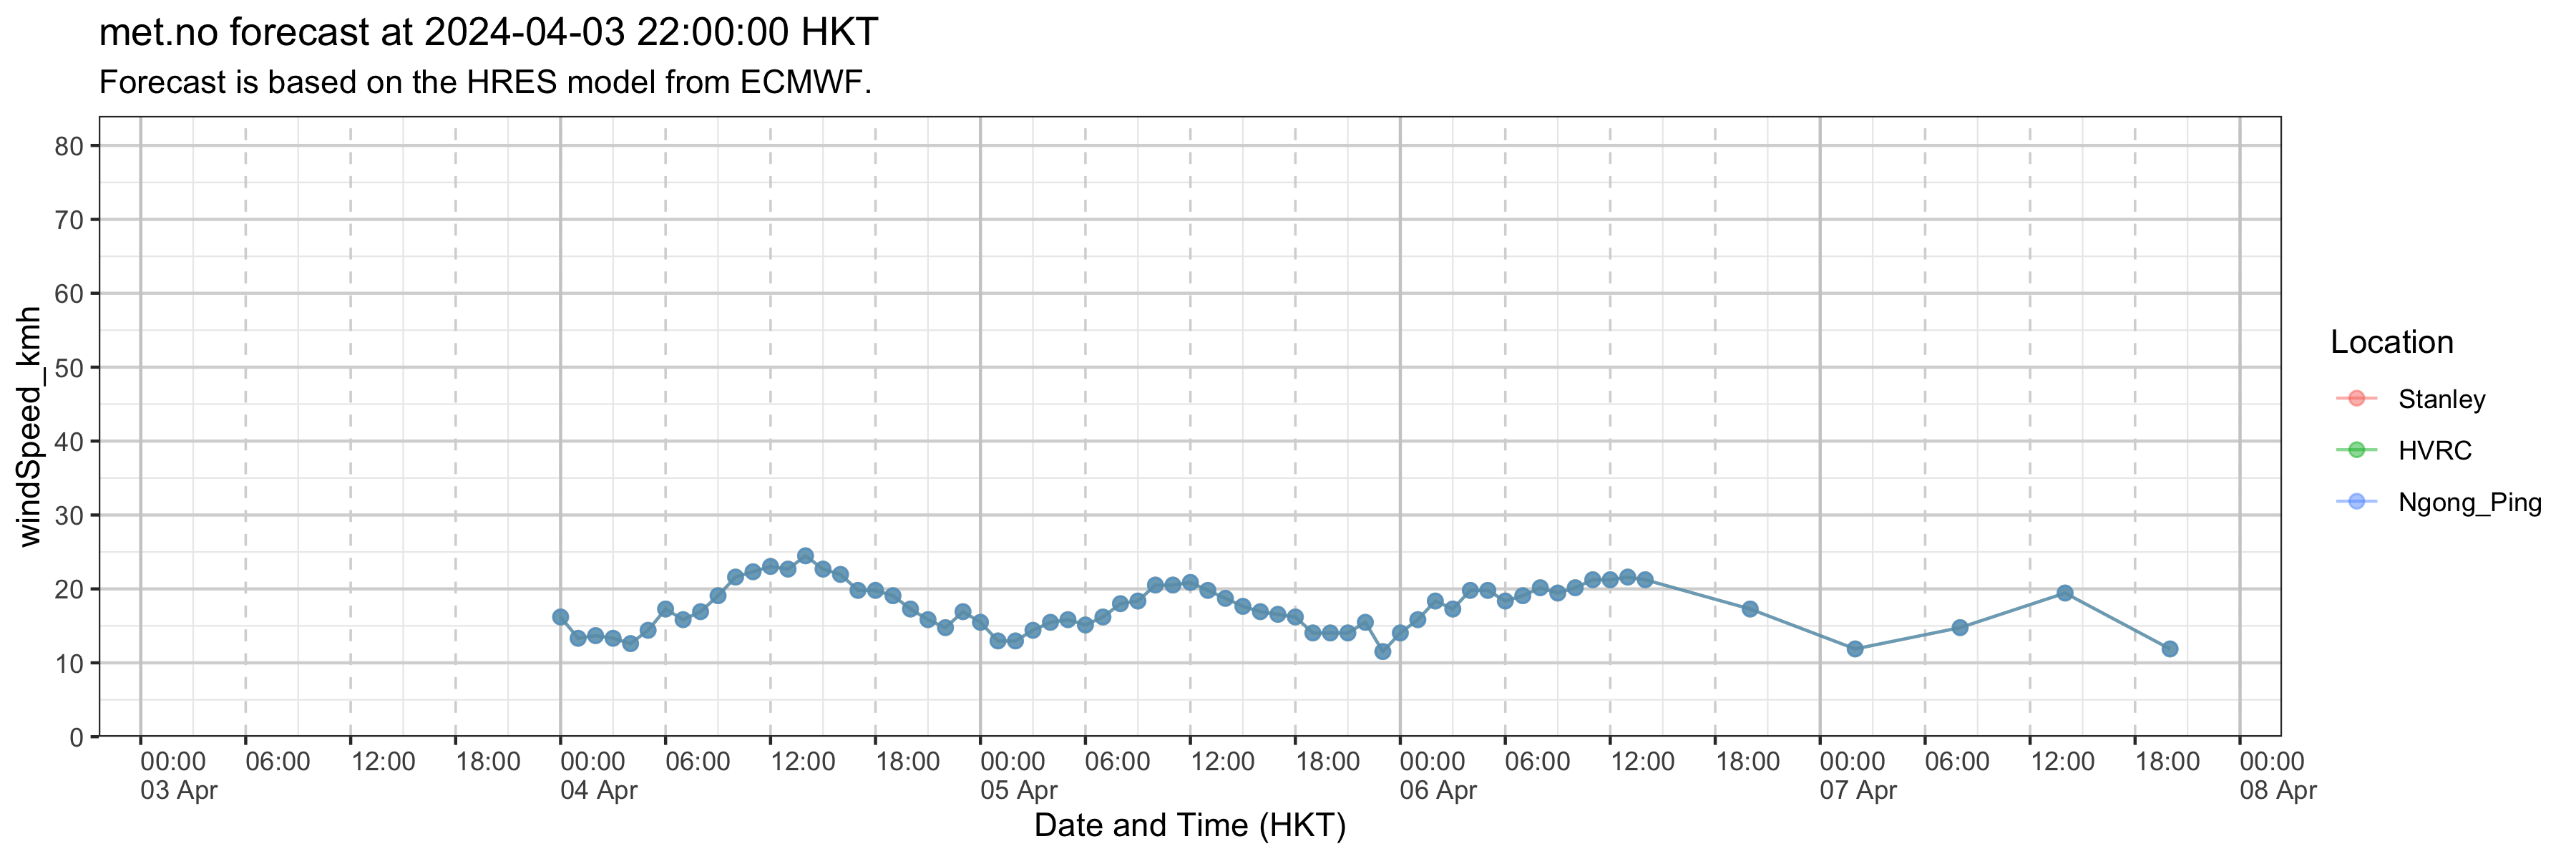 met.no forecast at 2024-04-03 22:00:00 HKT
Forecast is based on the HRES model from ECMWF.
windSpeed_kmh
80
70
60
50
40
30
20
10
0
00:00 06:00 12:00 18:00 00:00 06:00 12:00 18:00 00:00 06:00 12:00 18:00 00:00 06:00 12:00 18:00 00:00 06:00 12:00 18:00 00:00
03 Apr 04 Apr 05 Apr 06 Apr 07 Apr 08 Apr
Date and Time (HKT)
Location
Stanley
HVRC
Ngong_Ping